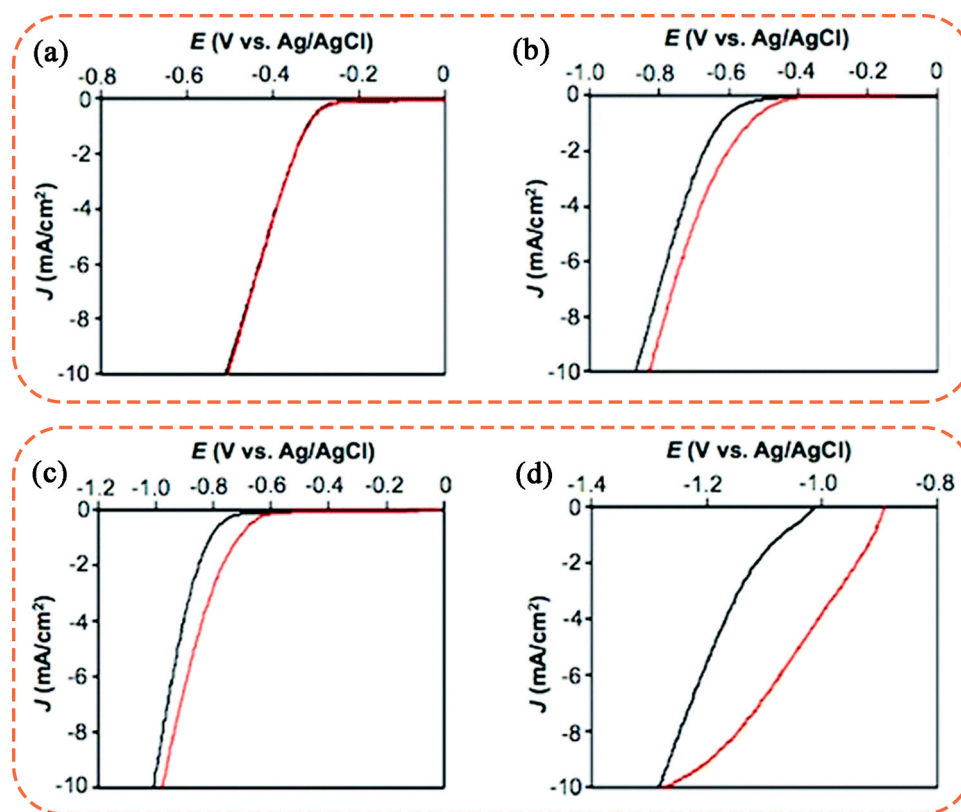 (a)
E (V vs. Ag/AgCl)
-0.8 -0.6 -0.4 -0.2 0
0
-2
-4
-6
-8
-10
J (mA/cm²)
(b)
E (V vs. Ag/AgCl)
-1.0 -0.8 -0.6 -0.4 -0.2 0
0
-2
-4
-6
-8
-10
J (mA/cm²)
(c)
E (V vs. Ag/AgCl)
-1.2 -1.0 -0.8 -0.6 -0.4 -0.2 0
0
-2
-4
-6
-8
-10
J (mA/cm²)
(d)
E (V vs. Ag/AgCl)
-1.4 -1.2 -1.0 -0.8
0
-2
-4
-6
-8
-10
J (mA/cm²)